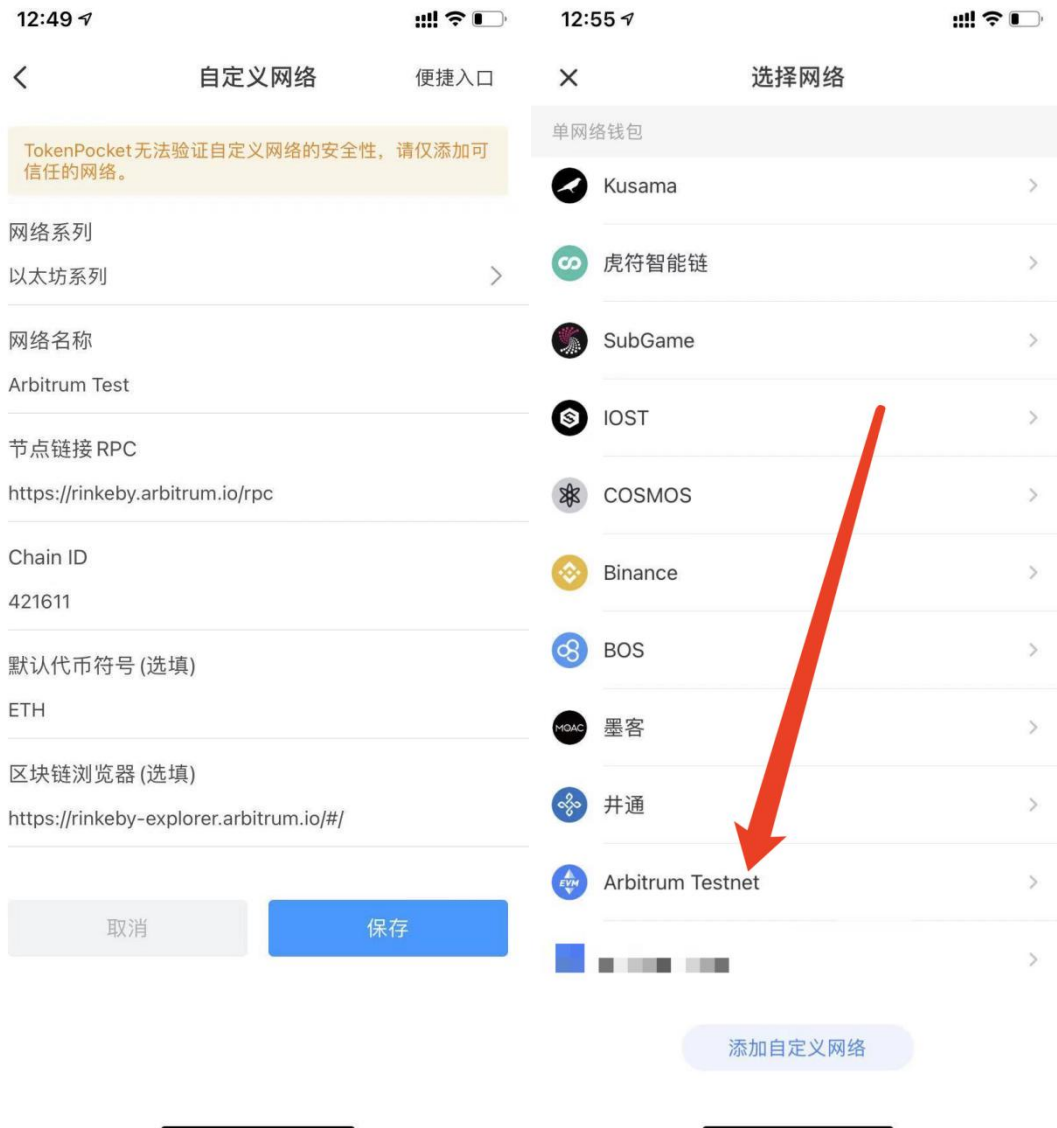 12:49
自定义网络
便捷入口
TokenPocket无法验证自定义网络的安全性，请仅添加可
信任的网络。
网络系列
以太坊系列
网络名称
Arbitrum Test
节点链接 RPC
https://rinkeby.arbitrum.io/rpc
Chain ID
421611
默认代币符号 (选填)
ETH
区块链浏览器 (选填)
https://rinkeby-explorer.arbitrum.io/#/
取消
保存
12:55
选择网络
单网络钱包
Kusama
虎符智能链
SubGame
IOST
COSMOS
Binance
BOS
MOAC
墨客
井通
EVM
Arbitrum Testnet
添加自定义网络